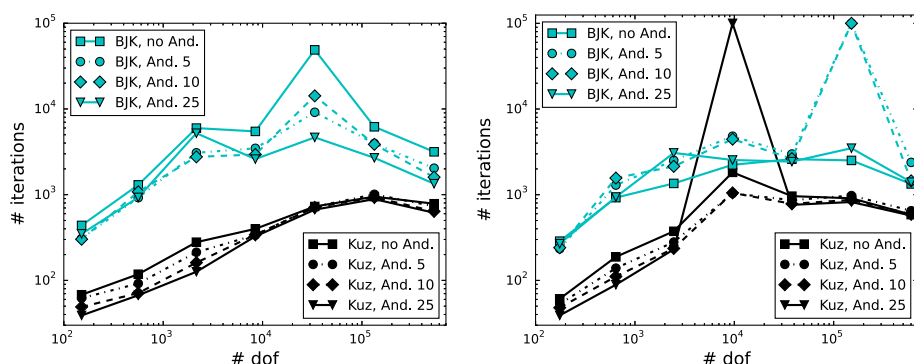 10^5
10^4
10^3
10^2
# iterations
BJK, no And.
BJK, And. 5
BJK, And. 10
BJK, And. 25
Kuz, no And.
Kuz, And. 5
Kuz, And. 10
Kuz, And. 25
10^2 10^3 10^4 10^5
# dof
10^5
10^4
10^3
10^2
# iterations
BJK, no And.
BJK, And. 5
BJK, And. 10
BJK, And. 25
Kuz, no And.
Kuz, And. 5
Kuz, And. 10
Kuz, And. 25
10^2 10^3 10^4 10^5
# dof